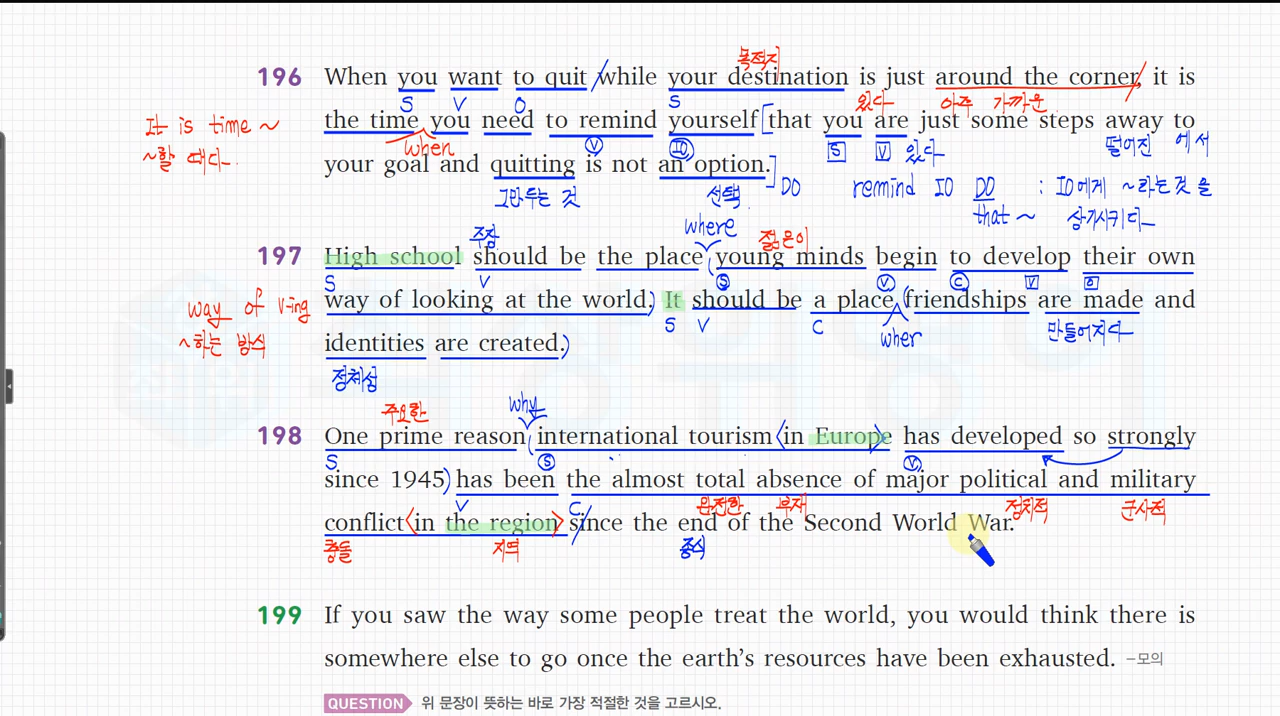 목적지
196 When you want to quit while your destination is just around the corner, it is
S V O S 있다 아주 가까운
It is time ~ the time you need to remind yourself that you are just some steps away to
~할 때다. when V IO S V 있다 떨어진 에서
your goal and quitting is not an option. DO remind IO DO : IO에게 ~라는것을
그만두는 것 선택 that ~ 상기시키다
주장 where 젊은이
197 High school should be the place young minds begin to develop their own
S V S V C V O
way of V-ing way of looking at the world. It should be a place friendships are made and
~하는 방식 S V C wher 만들어지다
identities are created.
정체성
주요한 why
198 One prime reason international tourism in Europe has developed so strongly
S S V
since 1945 has been the almost total absence of major political and military
V C 완전한 부재 정치적 군사적
conflict in the region since the end of the Second World War.
충돌 지역 종식
199 If you saw the way some people treat the world, you would think there is
somewhere else to go once the earth's resources have been exhausted. –모의
QUESTION 위 문장이 뜻하는 바로 가장 적절한 것을 고르시오.